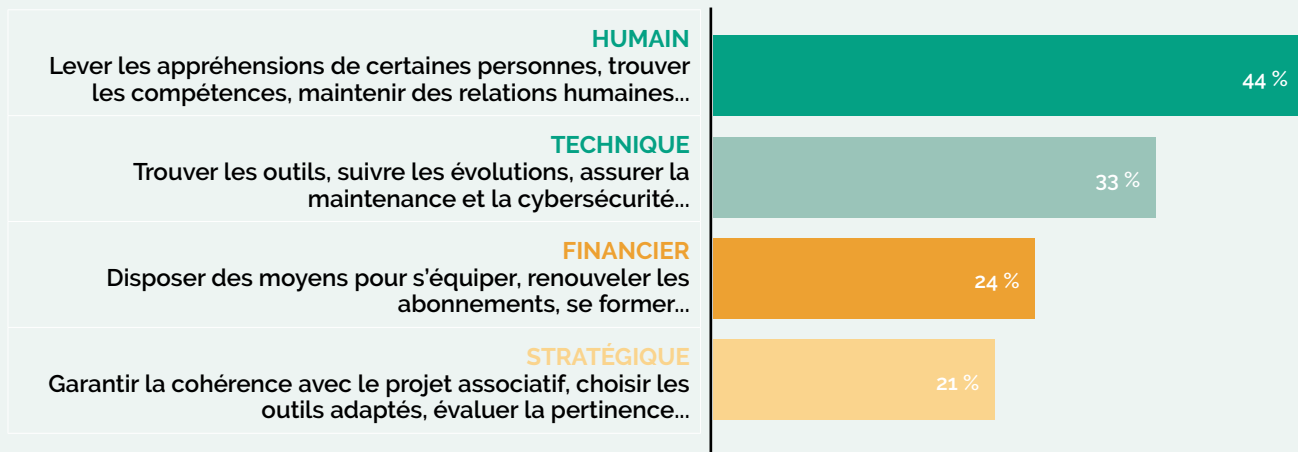 HUMAIN
Lever les appréhensions de certaines personnes, trouver
les compétences, maintenir des relations humaines...
44 %
TECHNIQUE
Trouver les outils, suivre les évolutions, assurer la
maintenance et la cybersécurité...
33 %
FINANCIER
Disposer des moyens pour s’équiper, renouveler les
abonnements, se former...
24 %
STRATÉGIQUE
Garantir la cohérence avec le projet associatif, choisir les
outils adaptés, évaluer la pertinence...
21 %